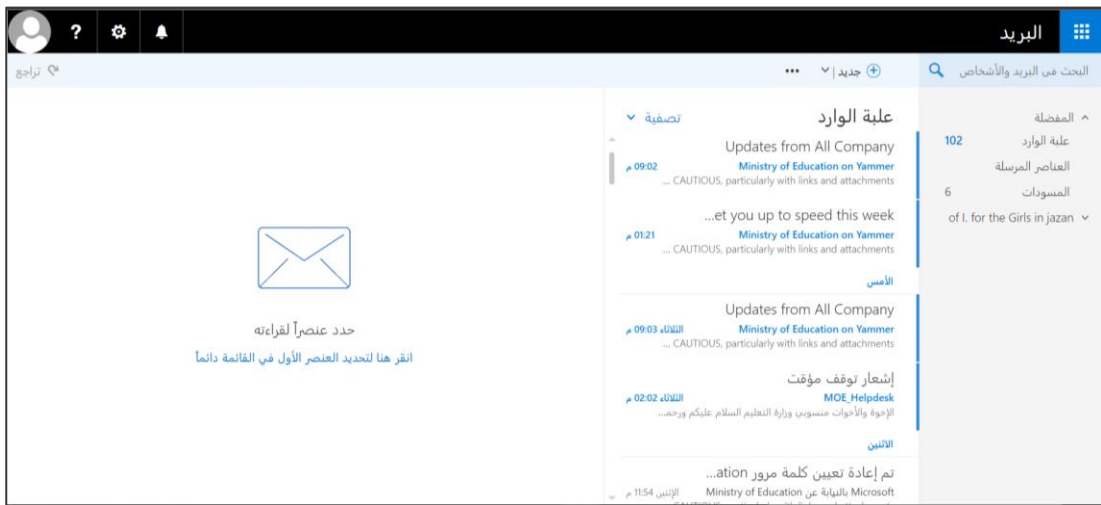 البريد
?
البحث في البريد والأشخاص
جديد | ...
تراجع
المفضلة
علبة الوارد 102
العناصر المرسلة
المسودات 6
of I. for the Girls in jazan
علبة الوارد تصفية
Updates from All Company
Ministry of Education on Yammer 09:02 م
CAUTIOUS, particularly with links and attachments ...
...et you up to speed this week
Ministry of Education on Yammer 01:21 م
CAUTIOUS, particularly with links and attachments ...
الأمس
Updates from All Company
Ministry of Education on Yammer الثلاثاء 09:03 م
CAUTIOUS, particularly with links and attachments ...
إشعار توقف مؤقت
MOE_Helpdesk الثلاثاء 02:02 م
الإخوة والأخوات منسوبي وزارة التعليم السلام عليكم ورحمـ...
الاثنين
تم إعادة تعيين كلمة مرور ation...
Microsoft بالنيابة عن Ministry of Education الإثنين 11:54 م
حدد عنصراً لقراءته
انقر هنا لتحديد العنصر الأول في القائمة دائماً